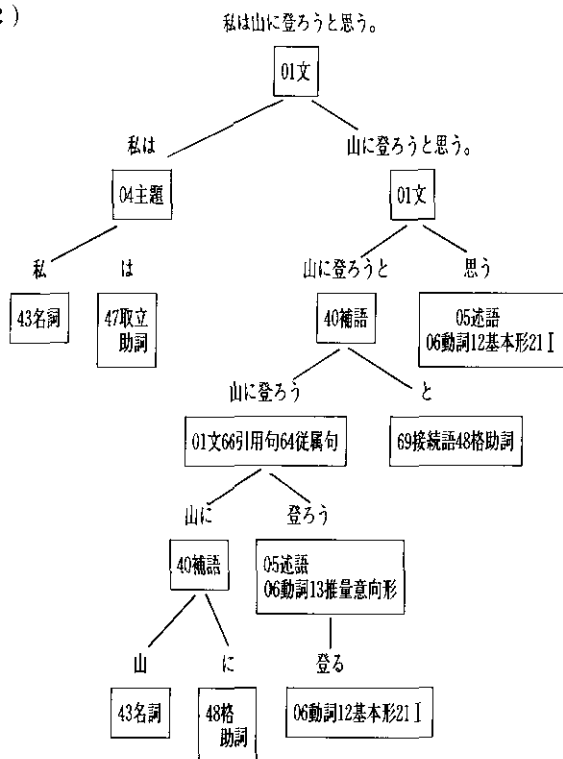 ２）
私は山に登ろうと思う。
01文
私は 山に登ろうと思う。
04主題 01文
私 は 山に登ろうと 思う
43名詞 47取立助詞 40補語 05述語
06動詞12基本形21Ⅰ
山に登ろう と
01文66引用句64従属句 69接続語48格助詞
山に 登ろう
40補語 05述語
06動詞13推量意向形
山 に 登る
43名詞 48格助詞 06動詞12基本形21Ⅰ